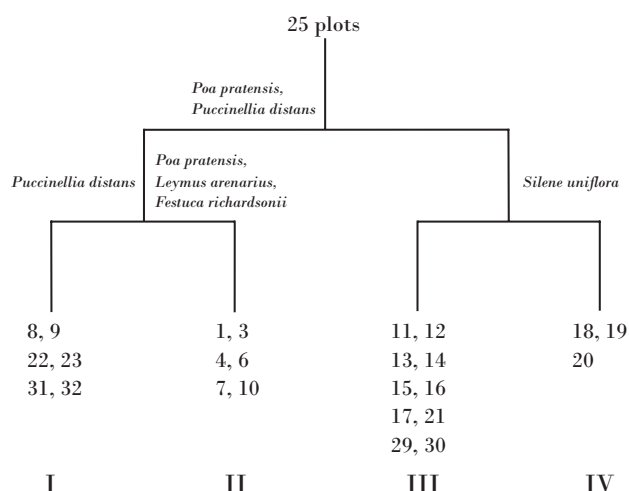 25 plots
Poa pratensis,
Puccinellia distans
Puccinellia distans
Poa pratensis,
Leymus arenarius,
Festuca richardsonii
Silene uniflora
8, 9
22, 23
31, 32
1, 3
4, 6
7, 10
11, 12
13, 14
15, 16
17, 21
29, 30
18, 19
20
I
II
III
IV